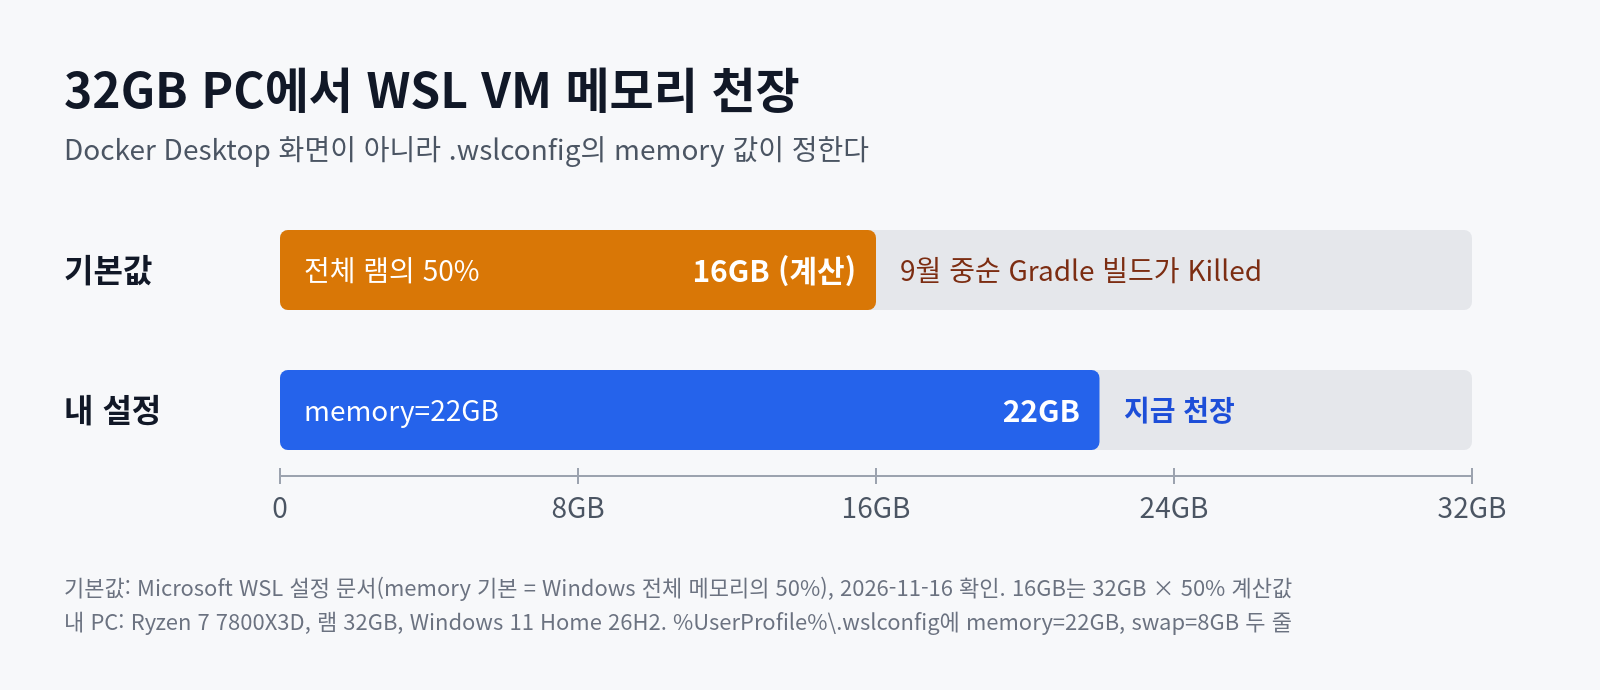 32GB PC에서 WSL VM 메모리 천장
Docker Desktop 화면이 아니라 .wslconfig의 memory 값이 정한다
기본값
전체 램의 50%
16GB (계산)
9월 중순 Gradle 빌드가 Killed
내 설정
memory=22GB
22GB
지금 천장
0
8GB
16GB
24GB
32GB
기본값: Microsoft WSL 설정 문서(memory 기본 = Windows 전체 메모리의 50%), 2026-11-16 확인. 16GB는 32GB × 50% 계산값
내 PC: Ryzen 7 7800X3D, 램 32GB, Windows 11 Home 26H2. %UserProfile%\.wslconfig에 memory=22GB, swap=8GB 두 줄